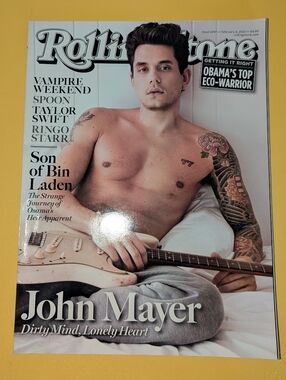 Rolling Stone
GETTING IT RIGHT
OBAMA'S TOP
ECO-WARRIOR
VAMPIRE
WEEKEND
SPOON
TAYLOR
SWIFT
RINGO
STARR
Son
of Bin
Laden
The Strange
Journey of
Osama's
Heir Apparent
John Mayer
Dirty Mind, Lonely Heart